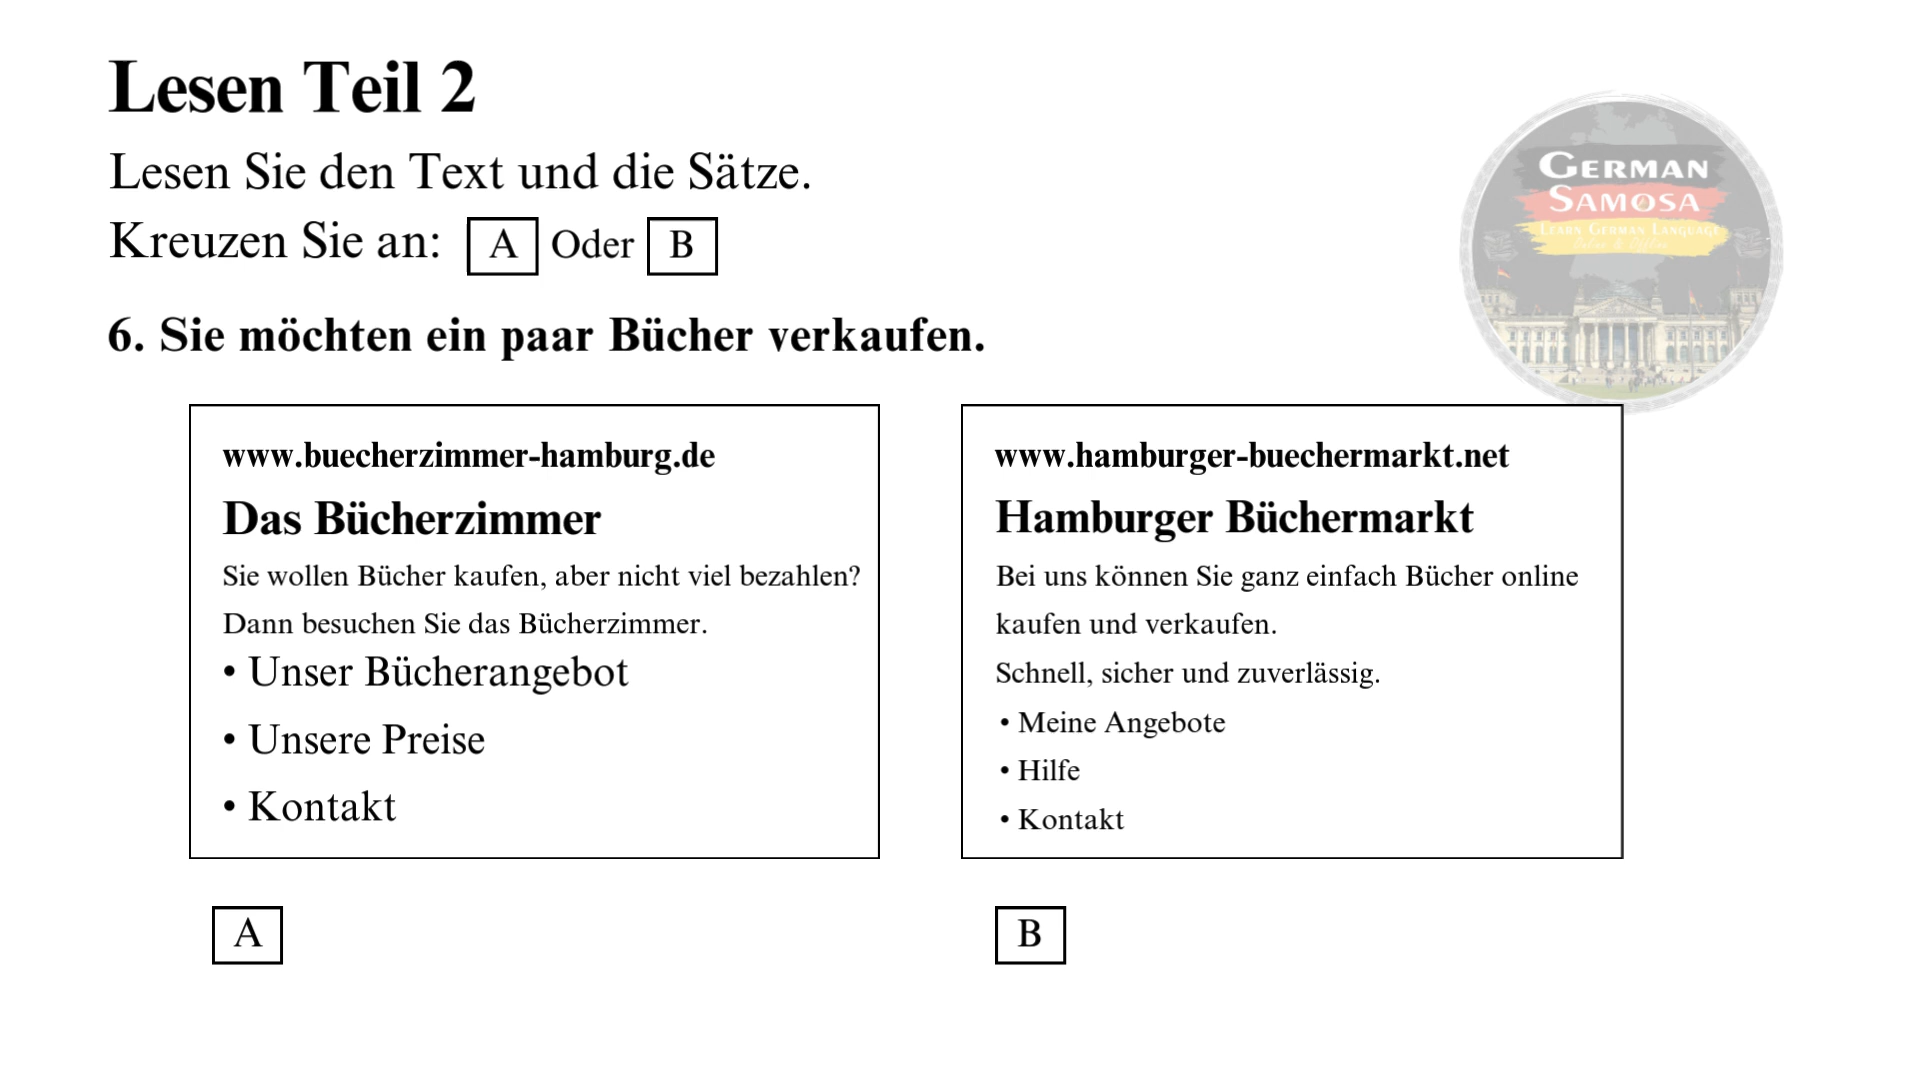 Lesen Teil 2
Lesen Sie den Text und die Sätze.
Kreuzen Sie an: A Oder B
GERMAN
SAMOSA
LEARN GERMAN LANGUAGE
6. Sie möchten ein paar Bücher verkaufen.
www.buecherzimmer-hamburg.de
Das Bücherzimmer
Sie wollen Bücher kaufen, aber nicht viel bezahlen?
Dann besuchen Sie das Bücherzimmer.
• Unser Bücherangebot
• Unsere Preise
• Kontakt
A
www.hamburger-buechermarkt.net
Hamburger Büchermarkt
Bei uns können Sie ganz einfach Bücher online
kaufen und verkaufen.
Schnell, sicher und zuverlässig.
• Meine Angebote
• Hilfe
• Kontakt
B